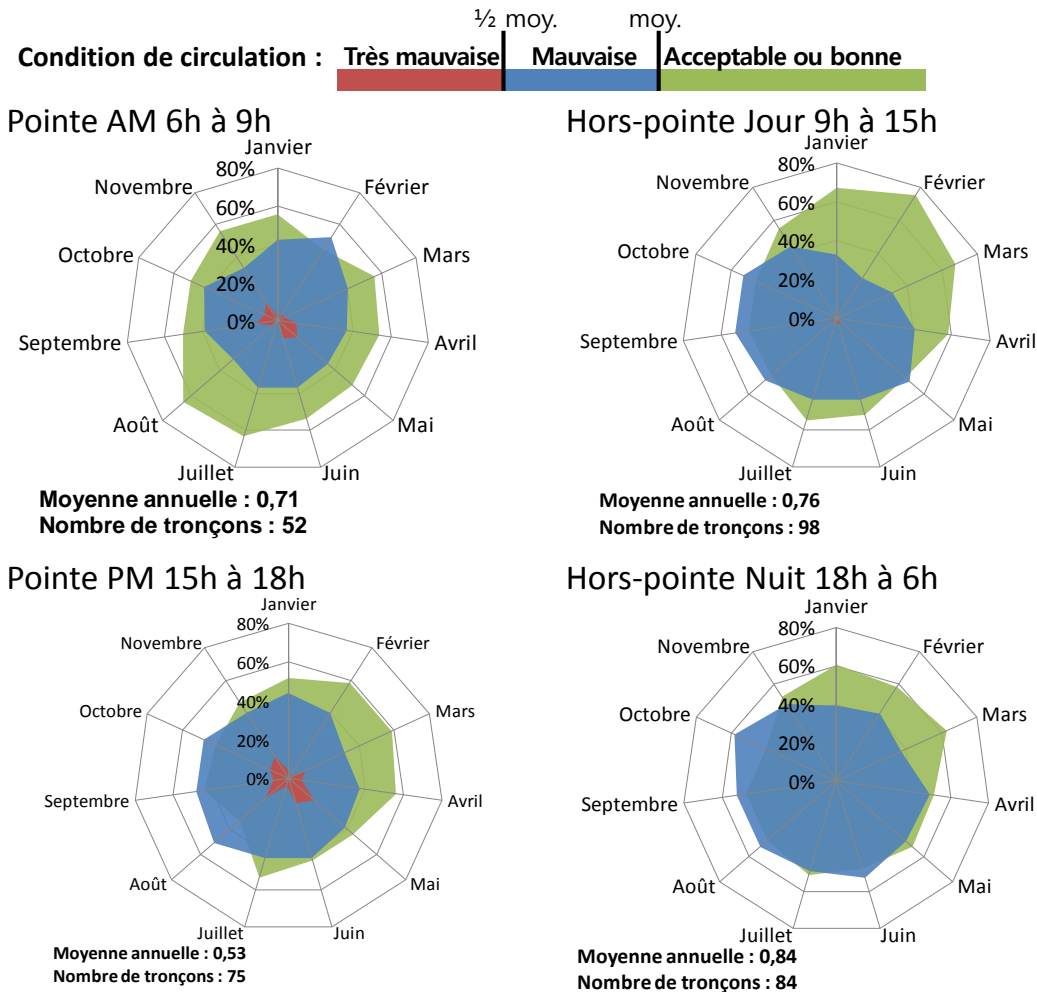 ½ moy. moy.
Condition de circulation : Très mauvaise Mauvaise Acceptable ou bonne
Pointe AM 6h à 9h
Janvier
80%
Novembre Février
60%
Octobre 40% Mars
20%
0%
Septembre Avril
Août Mai
Juillet Juin
Moyenne annuelle : 0,71
Nombre de tronçons : 52
Hors-pointe Jour 9h à 15h
Janvier
80%
Novembre Février
60%
Octobre 40% Mars
20%
0%
Septembre Avril
Août Mai
Juillet Juin
Moyenne annuelle : 0,76
Nombre de tronçons : 98
Pointe PM 15h à 18h
Janvier
80%
Novembre Février
60%
Octobre 40% Mars
20%
0%
Septembre Avril
Août Mai
Juillet Juin
Moyenne annuelle : 0,53
Nombre de tronçons : 75
Hors-pointe Nuit 18h à 6h
Janvier
80%
Novembre Février
60%
Octobre 40% Mars
20%
0%
Septembre Avril
Août Mai
Juillet Juin
Moyenne annuelle : 0,84
Nombre de tronçons : 84